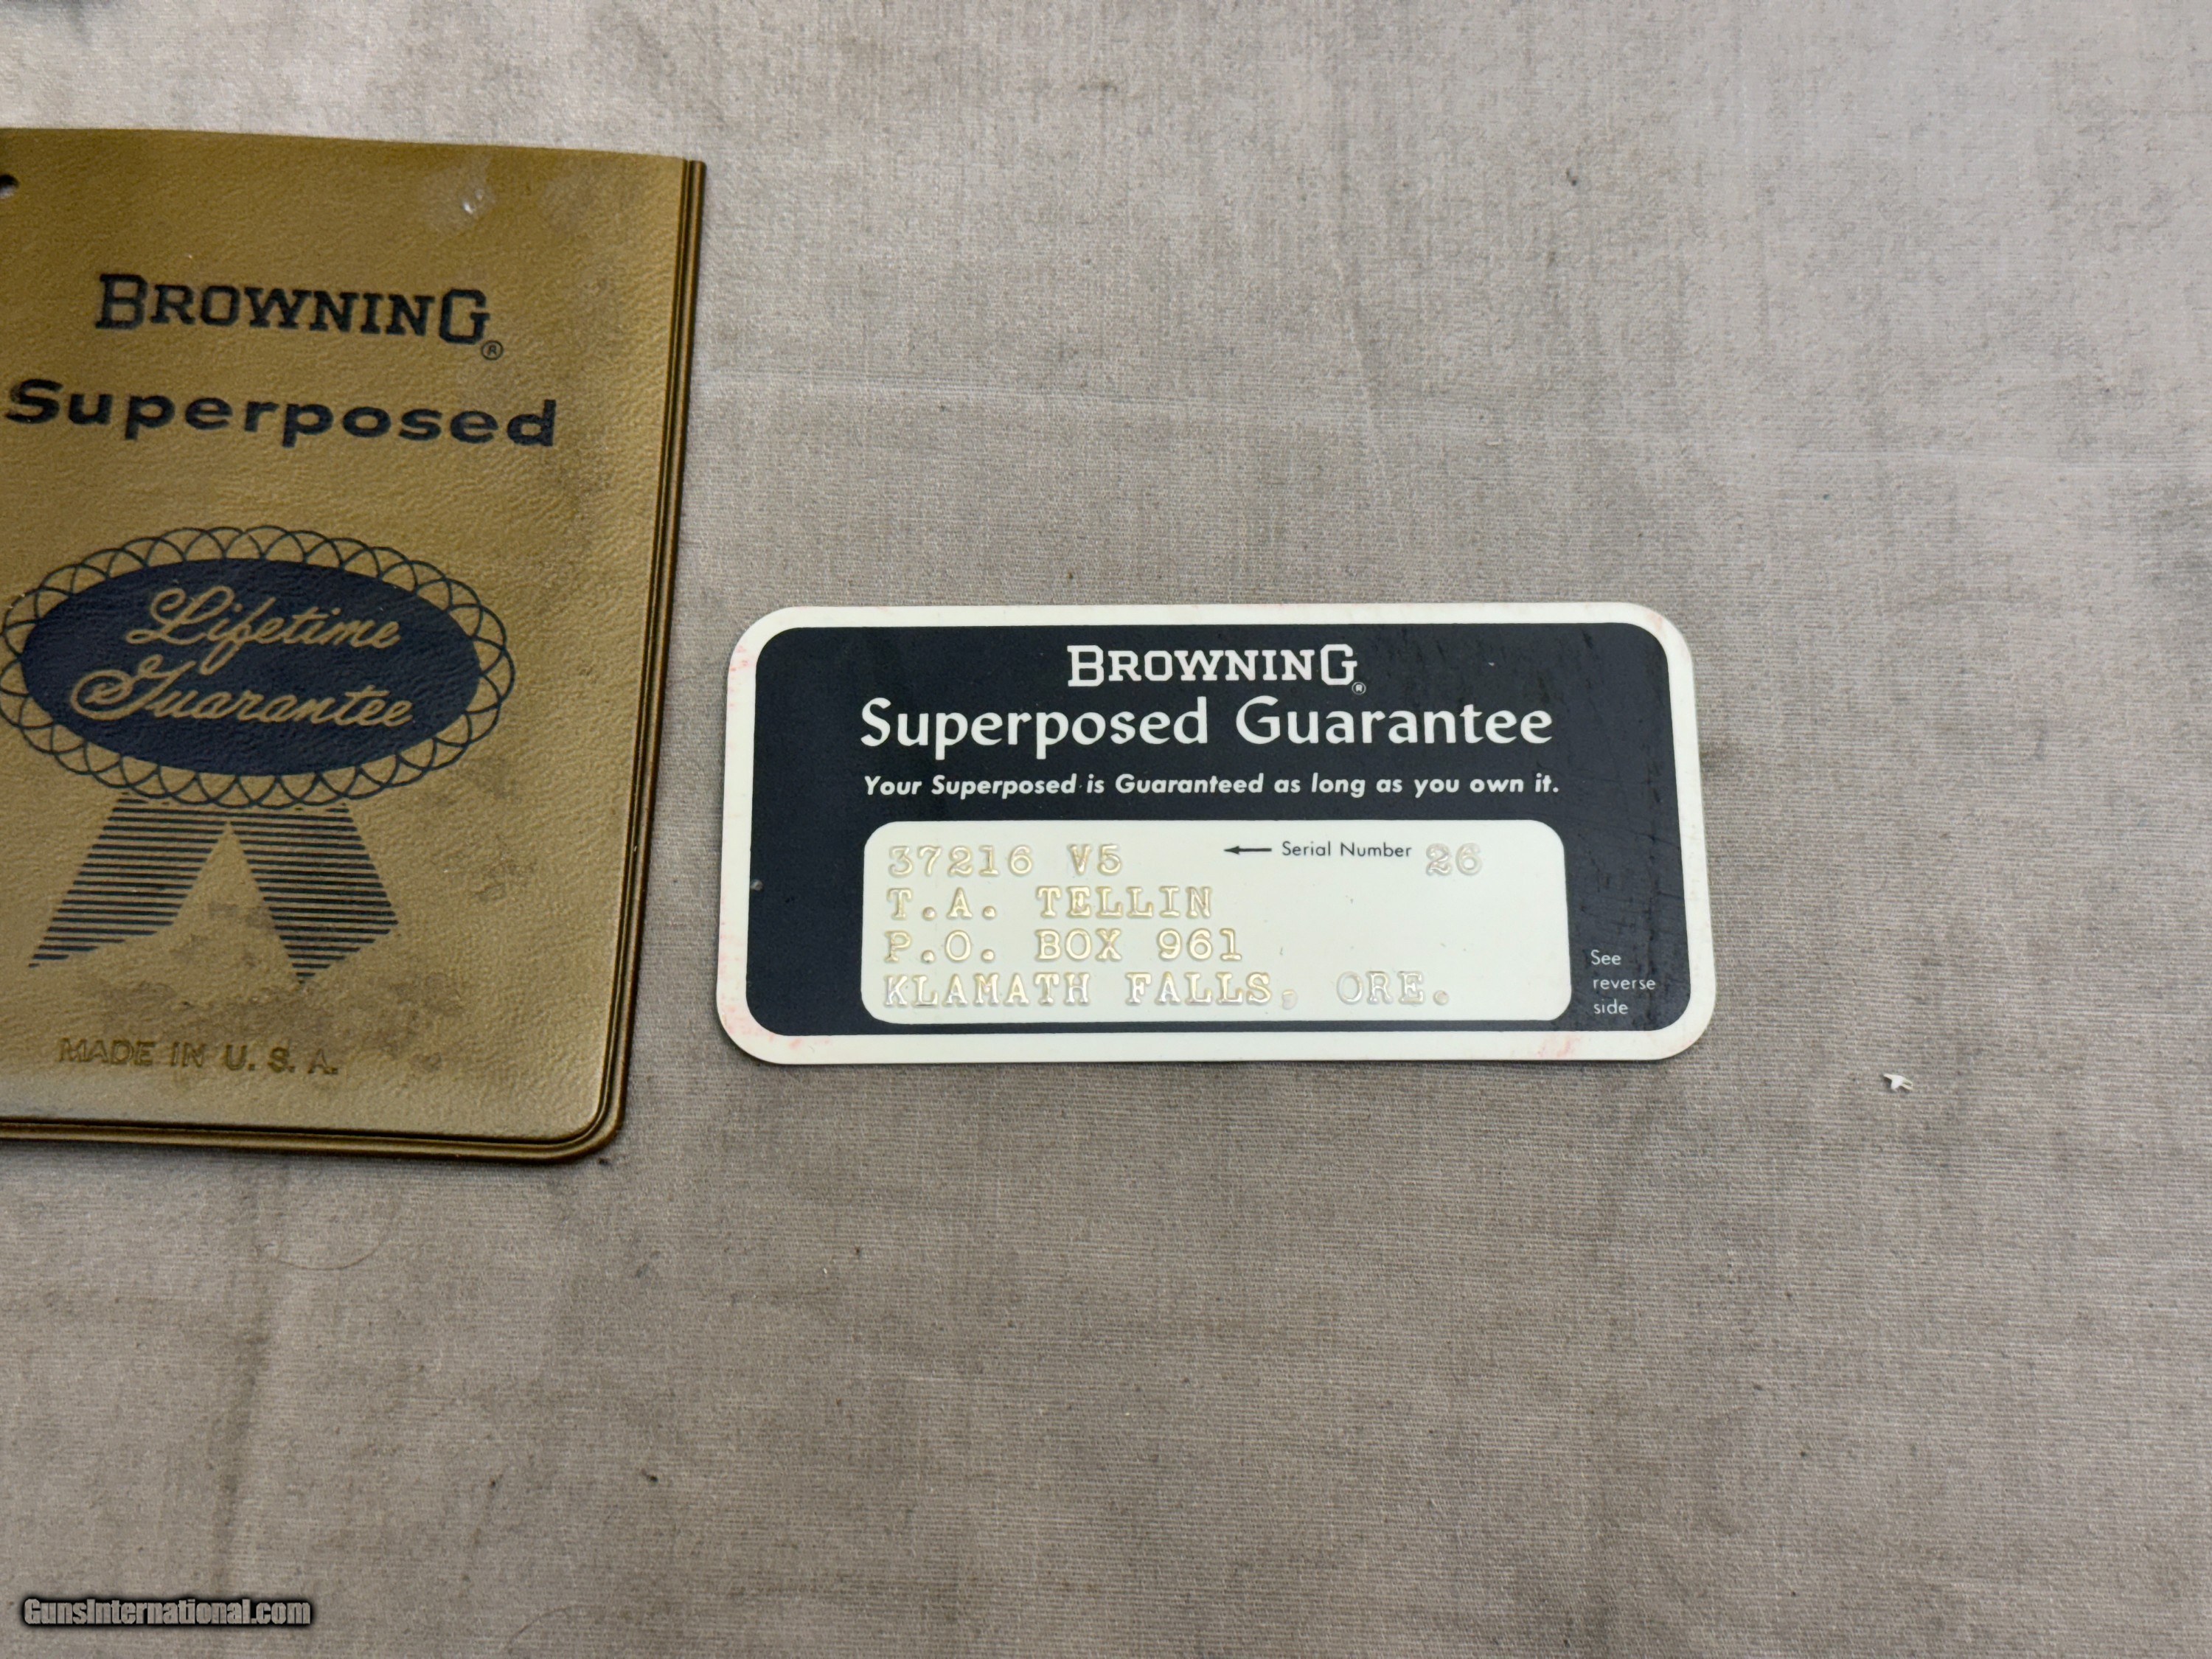 BROWNING®
Superposed
Lifetime
Guarantee
MADE IN U. S. A.
BROWNING®
Superposed Guarantee
Your Superposed is Guaranteed as long as you own it.
37216 V5 ← Serial Number 26
T.A. TELLIN
P.O. BOX 961
KLAMATH FALLS, ORE.
See
reverse
side
GunsInternational.com